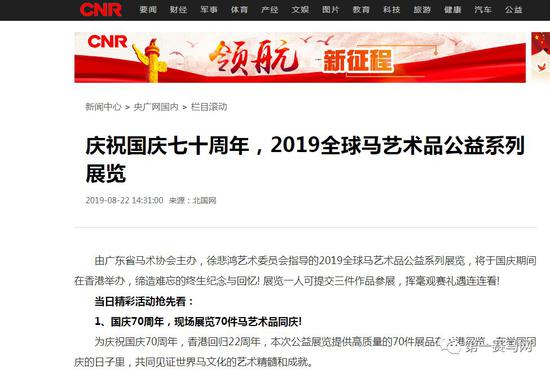 CNR 要闻 财经 军事 体育 产经 文娱 图片 教育 科技 旅游 健康 汽车 公益
CNR 领航 新征程
新闻中心 > 央广网国内 > 栏目滚动
庆祝国庆七十周年，2019全球马艺术品公益系列
展览
2019-08-22 14:31:00 来源：北国网
由广东省马术协会主办，徐悲鸿艺术委员会指导的2019全球马艺术品公益系列展览，将于国庆期间
在香港举办，缔造难忘的终生纪念与回忆! 展览一人可提交三件作品参展，挥毫观赛礼遇连连看!
当日精彩活动抢先看：
1、国庆70周年，现场展览70件马艺术品同庆!
为庆祝国庆70周年，香港回归22周年，本次公益展览提供高质量的70件展品在
庆的日子里，共同见证世界马文化的艺术精髓和成就。
第一赛马网